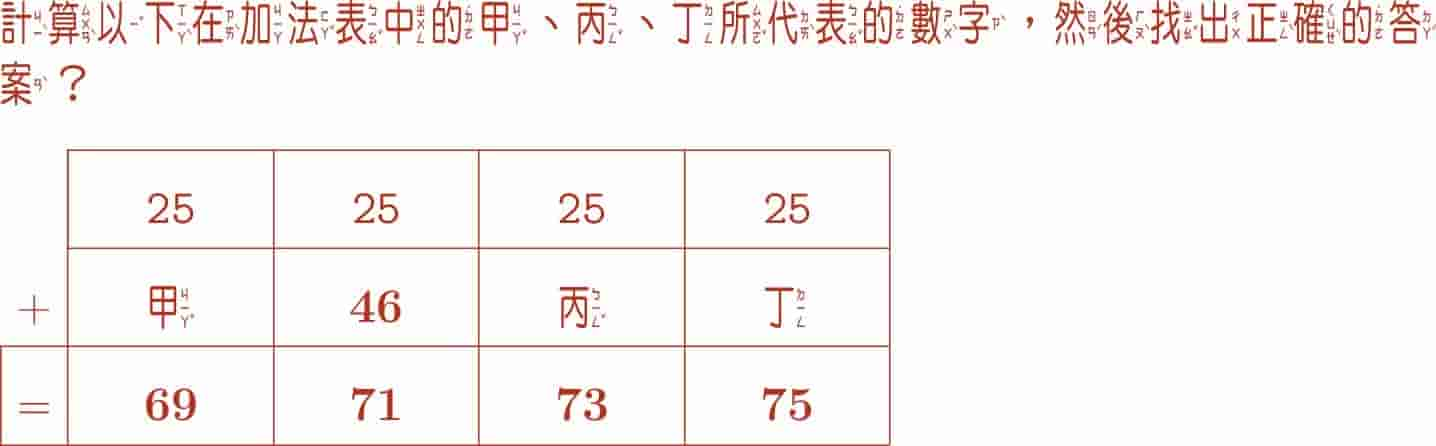 計算以下在加法表中的甲、丙、丁所代表的數字，然後找出正確的答
案？
25 25 25 25
+ 甲 46 丙 丁
= 69 71 73 75